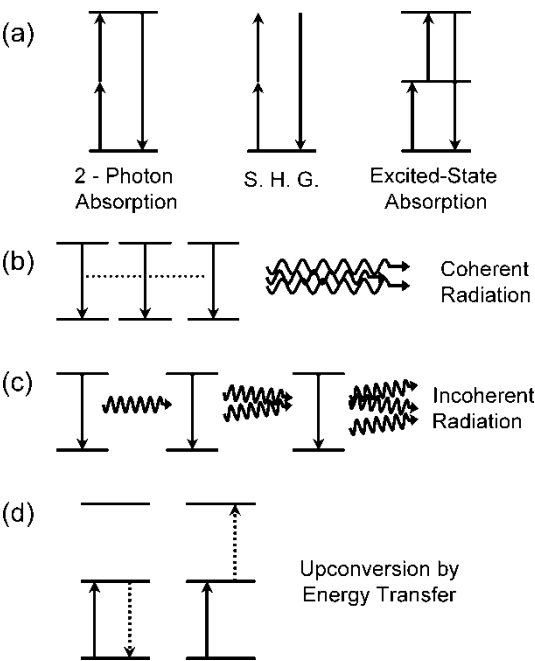 (a)
2 - Photon
Absorption
S. H. G.
Excited-State
Absorption
(b)
Coherent
Radiation
(c)
Incoherent
Radiation
(d)
Upconversion by
Energy Transfer